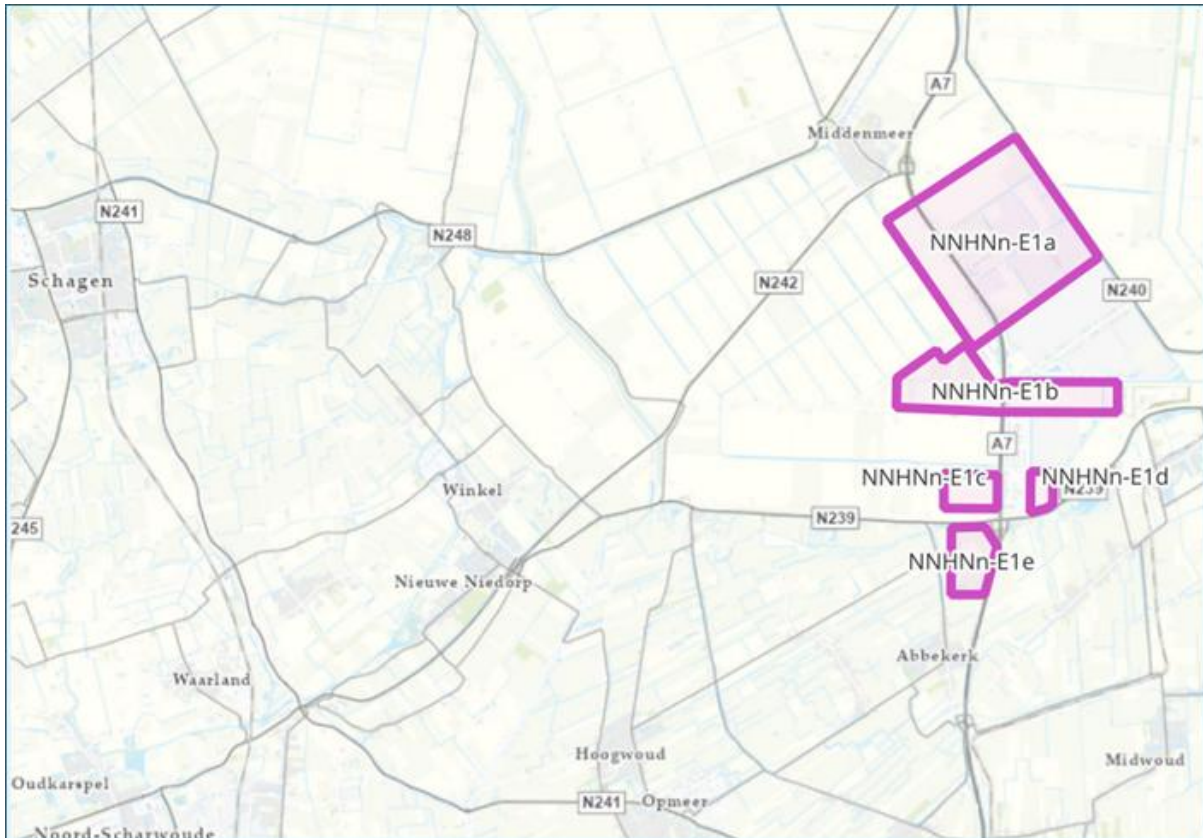 A7
Middenmeer
N241
N248
NNHNn-E1a
Schagen
N242
N240
NNHNn-E1b
A7
NNHNn-E1c
NNHNn-E1d
Winkel
N239
N239
245
NNHNn-E1e
Nieuwe Niedorp
Abbekerk
Waarland
Hoogwoud
Midwoud
Oudkarspel
N241
Opmeer
Noord-Scharwoude